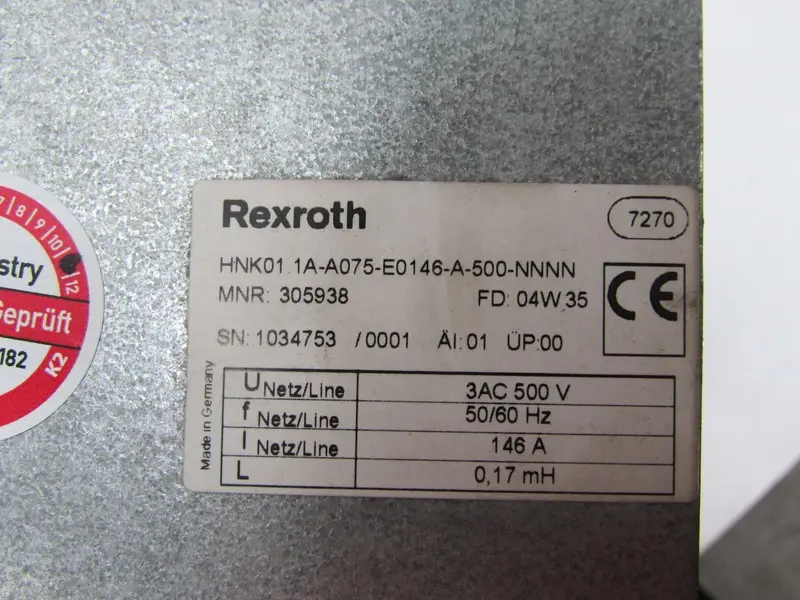 Rexroth
7270
HNK01.1A-A075-E0146-A-500-NNNN
MNR: 305938 FD: 04W35
CE
SN: 1034753 /0001 ÄI:01 ÜP:00
Made in Germany
U Netz/Line 3AC 500 V
f Netz/Line 50/60 Hz
I Netz/Line 146 A
L 0,17 mH
7|8|9|10| |12
stry
Geprüft
182
K2